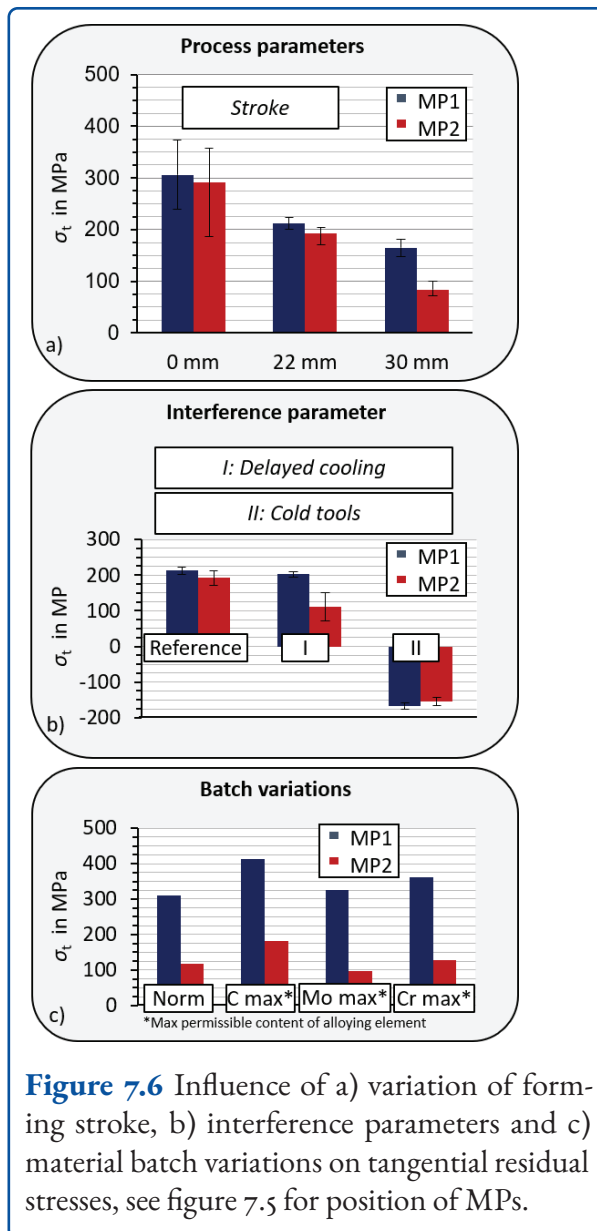 Process parameters
500
400
300
200
100
0
σt in MPa
Stroke
MP1
MP2
a)
0 mm 22 mm 30 mm
Interference parameter
I: Delayed cooling
II: Cold tools
300
200
100
0
-100
-200
σt in MP
MP1
MP2
Reference I II
b)
Batch variations
500
400
300
200
100
0
σt in MPa
MP1
MP2
Norm C max* Mo max* Cr max*
c)
*Max permissible content of alloying element
Figure 7.6 Influence of a) variation of form-
ing stroke, b) interference parameters and c)
material batch variations on tangential residual
stresses, see figure 7.5 for position of MPs.